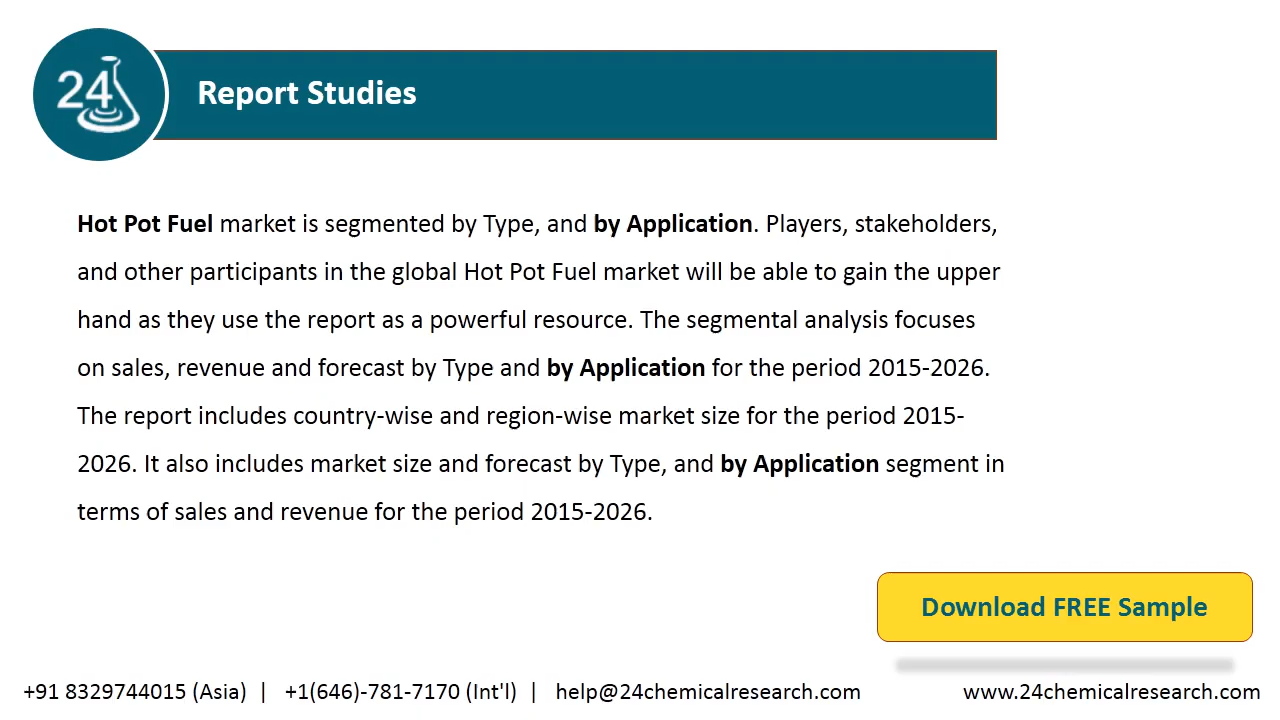 24
Report Studies
Hot Pot Fuel market is segmented by Type, and by Application. Players, stakeholders,
and other participants in the global Hot Pot Fuel market will be able to gain the upper
hand as they use the report as a powerful resource. The segmental analysis focuses
on sales, revenue and forecast by Type and by Application for the period 2015-2026.
The report includes country-wise and region-wise market size for the period 2015-
2026. It also includes market size and forecast by Type, and by Application segment in
terms of sales and revenue for the period 2015-2026.
Download FREE Sample
+91 8329744015 (Asia) | +1(646)-781-7170 (Int'l) | help@24chemicalresearch.com www.24chemicalresearch.com